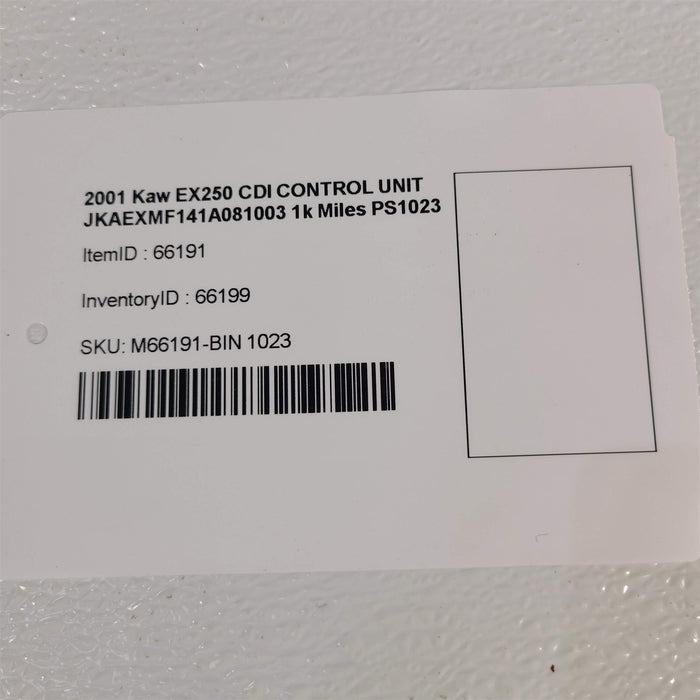 2001 Kaw EX250 CDI CONTROL UNIT
JKAEXMF141A081003 1k Miles PS1023
ItemID : 66191
InventoryID : 66199
SKU: M66191-BIN 1023